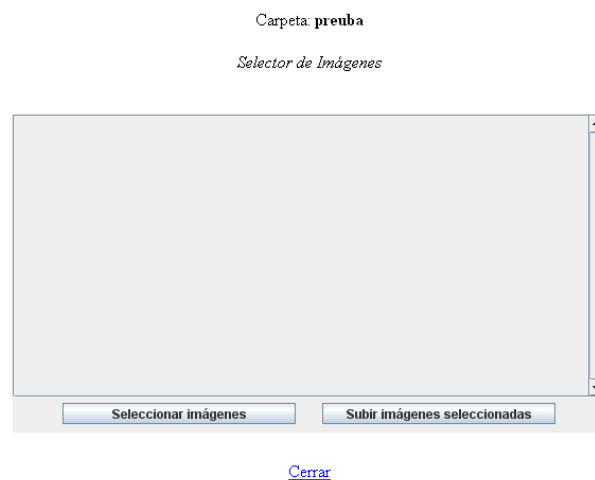 Carpeta: preuba
Selector de Imágenes
Seleccionar imágenes
Subir imágenes seleccionadas
Cerrar